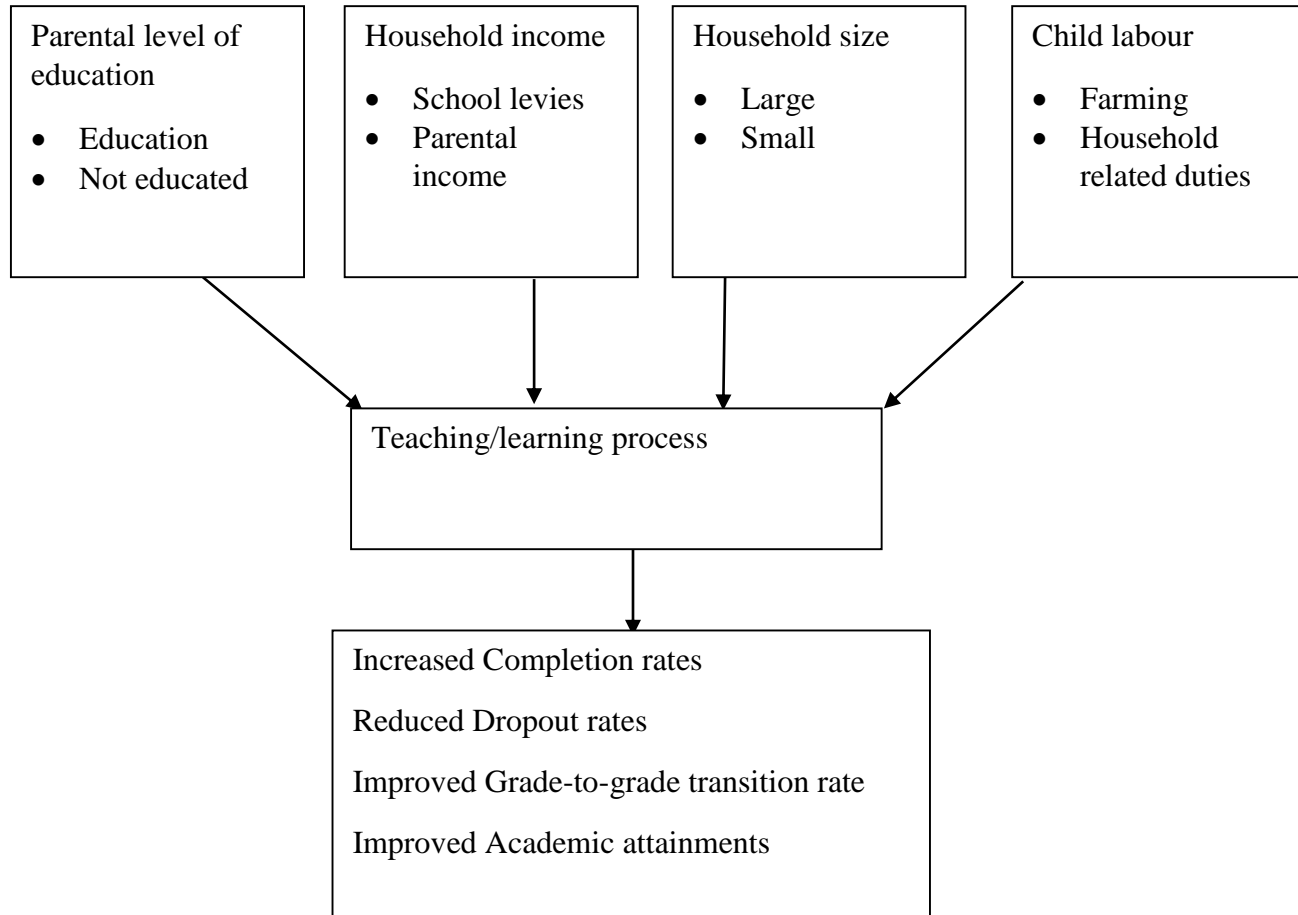 Parental level of
education
• Education
• Not educated
Household income
• School levies
• Parental
income
Household size
• Large
• Small
Child labour
• Farming
• Household
related duties
Teaching/learning process
Increased Completion rates
Reduced Dropout rates
Improved Grade-to-grade transition rate
Improved Academic attainments